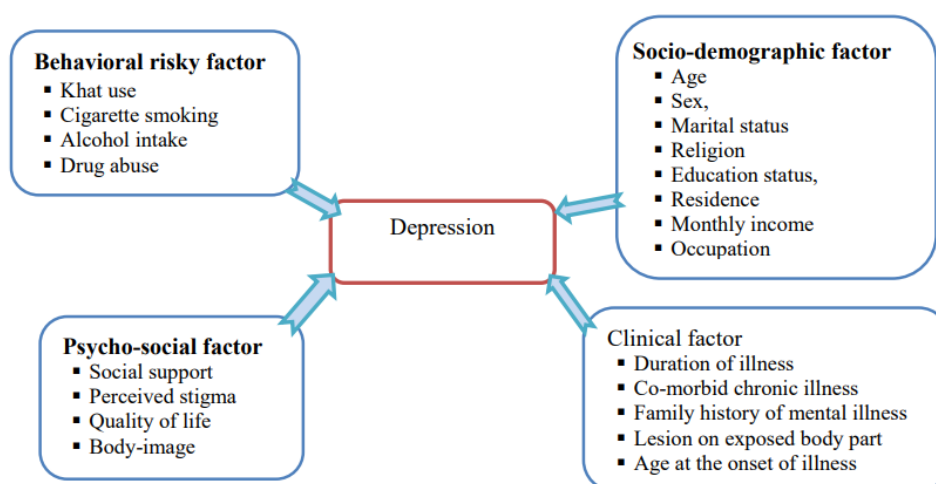 Behavioral risky factor
▪ Khat use
▪ Cigarette smoking
▪ Alcohol intake
▪ Drug abuse
Socio-demographic factor
▪ Age
▪ Sex,
▪ Marital status
▪ Religion
▪ Education status,
▪ Residence
▪ Monthly income
▪ Occupation
Depression
Psycho-social factor
▪ Social support
▪ Perceived stigma
▪ Quality of life
▪ Body-image
Clinical factor
▪ Duration of illness
▪ Co-morbid chronic illness
▪ Family history of mental illness
▪ Lesion on exposed body part
▪ Age at the onset of illness